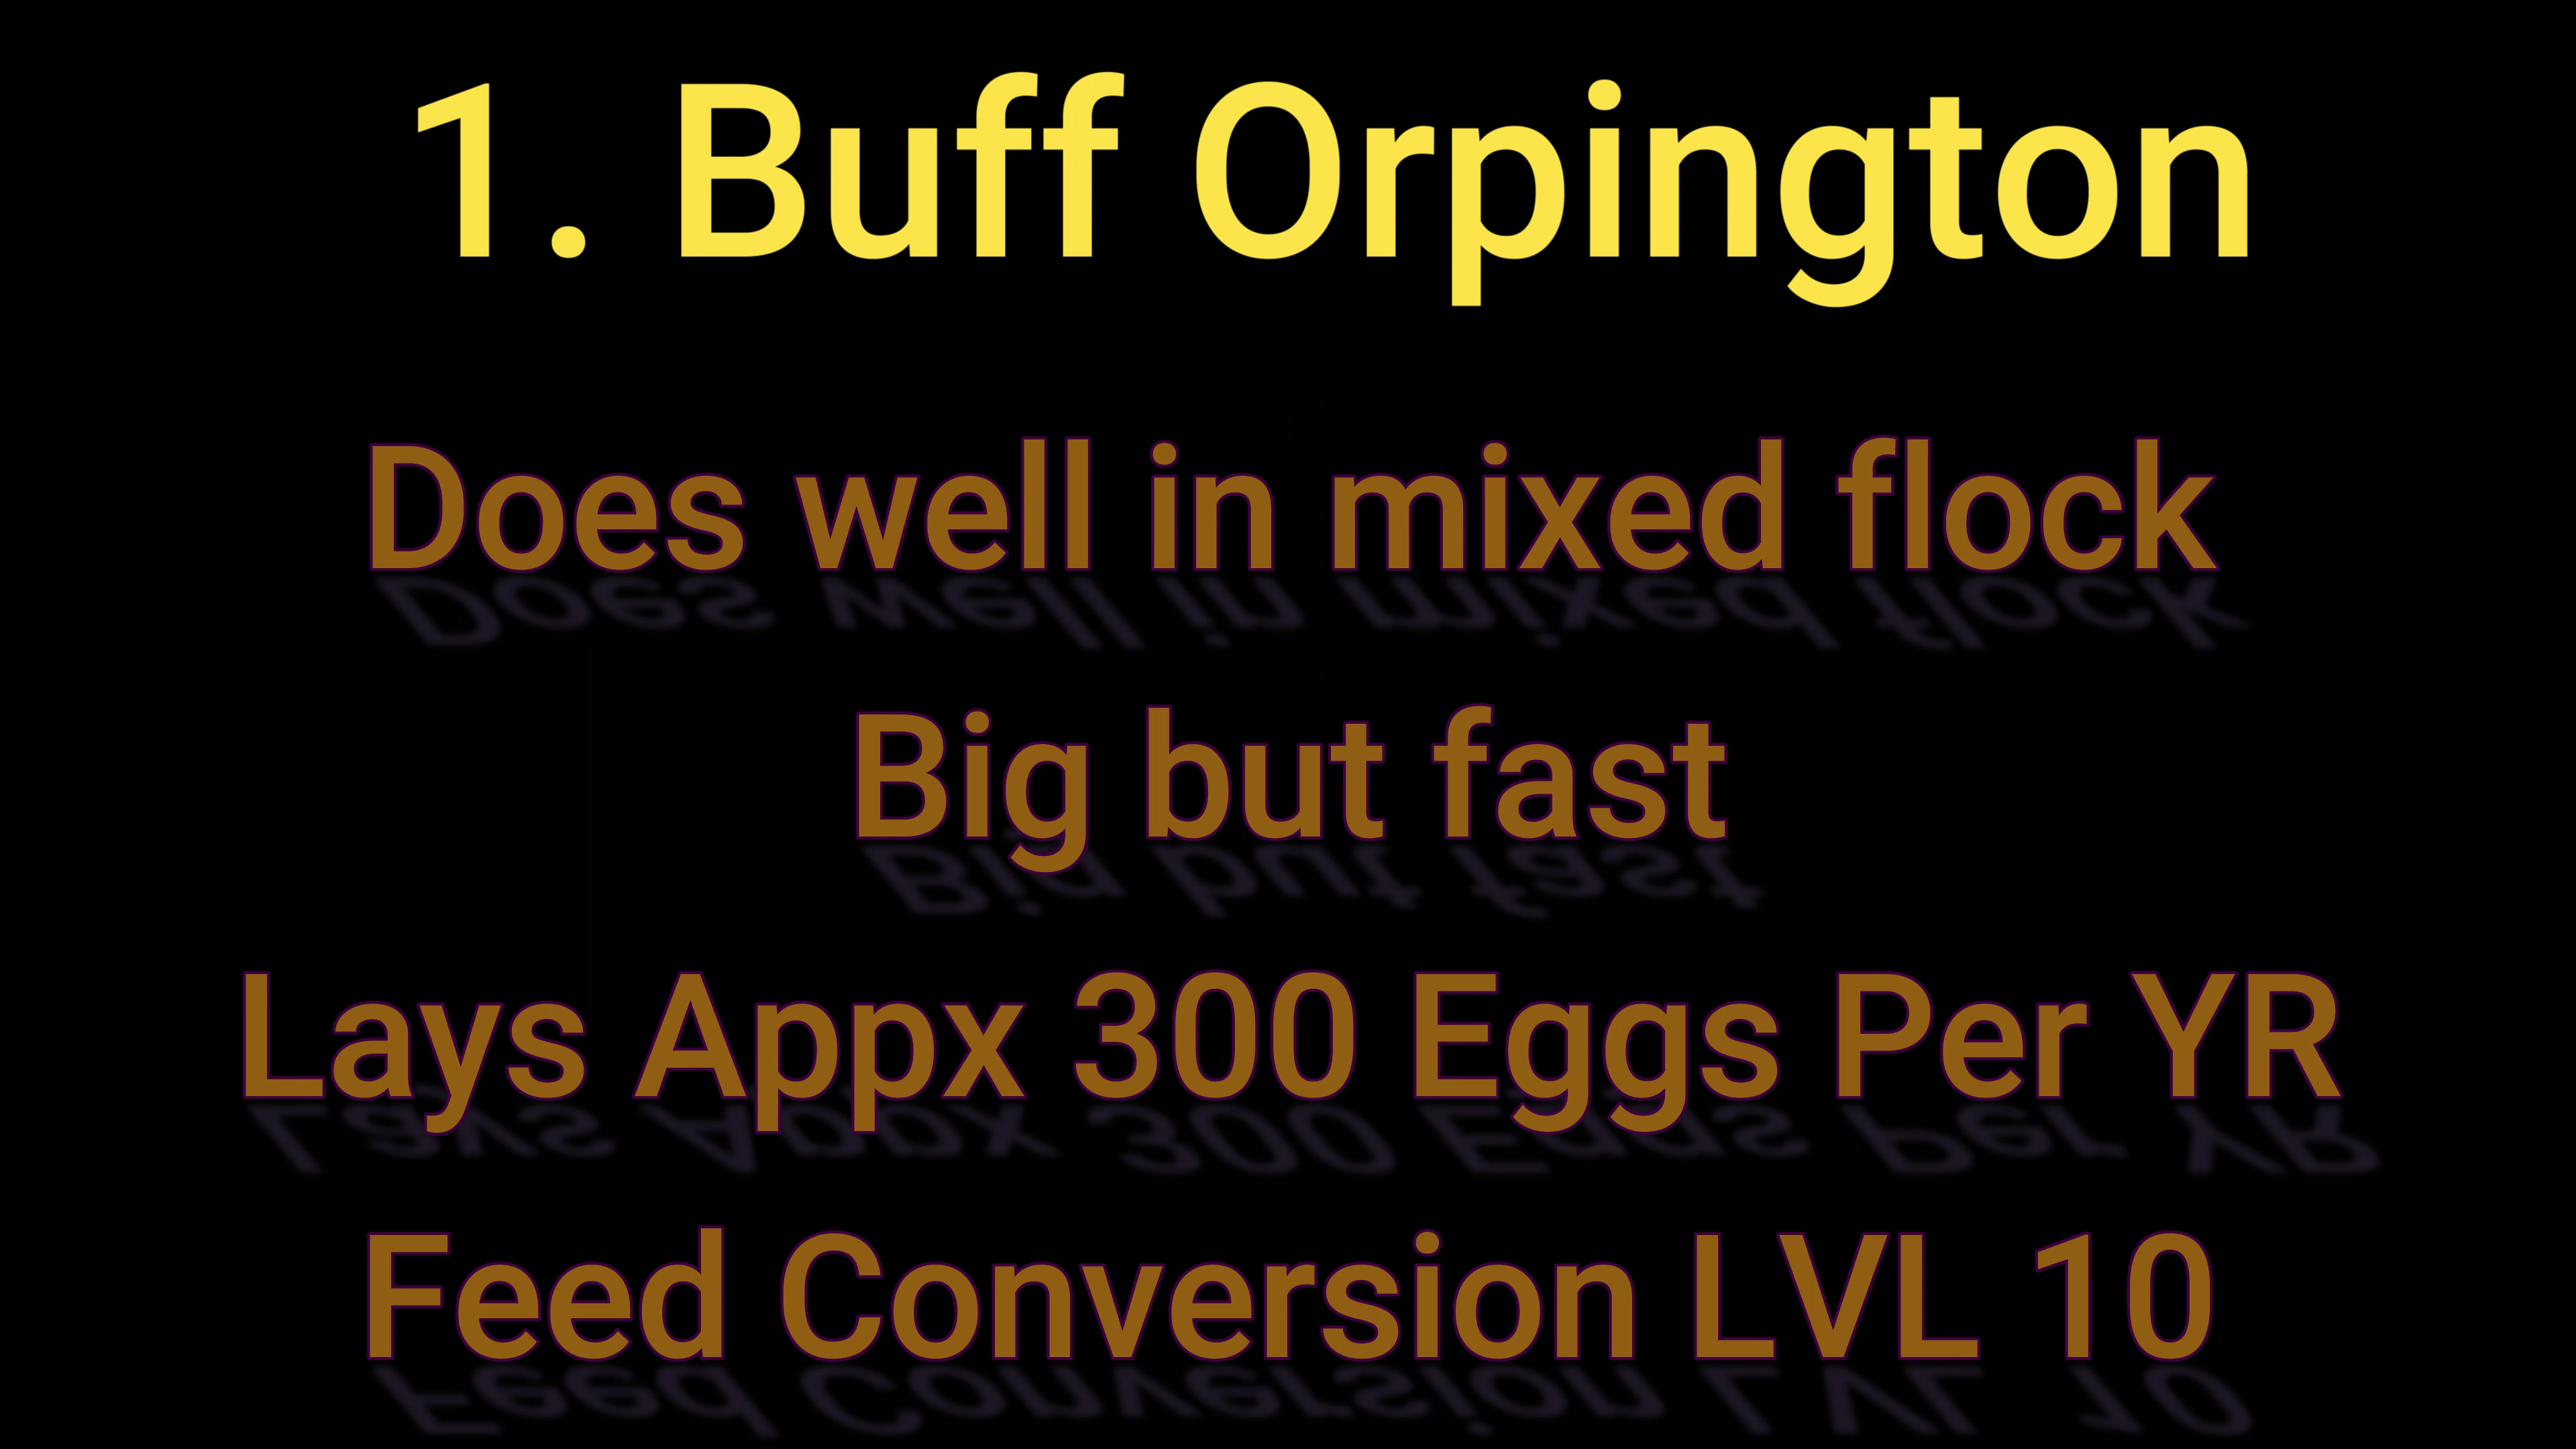 1. Buff Orpington
Does well in mixed flock
Big but fast
Lays Appx 300 Eggs Per YR
Feed Conversion LVL 10